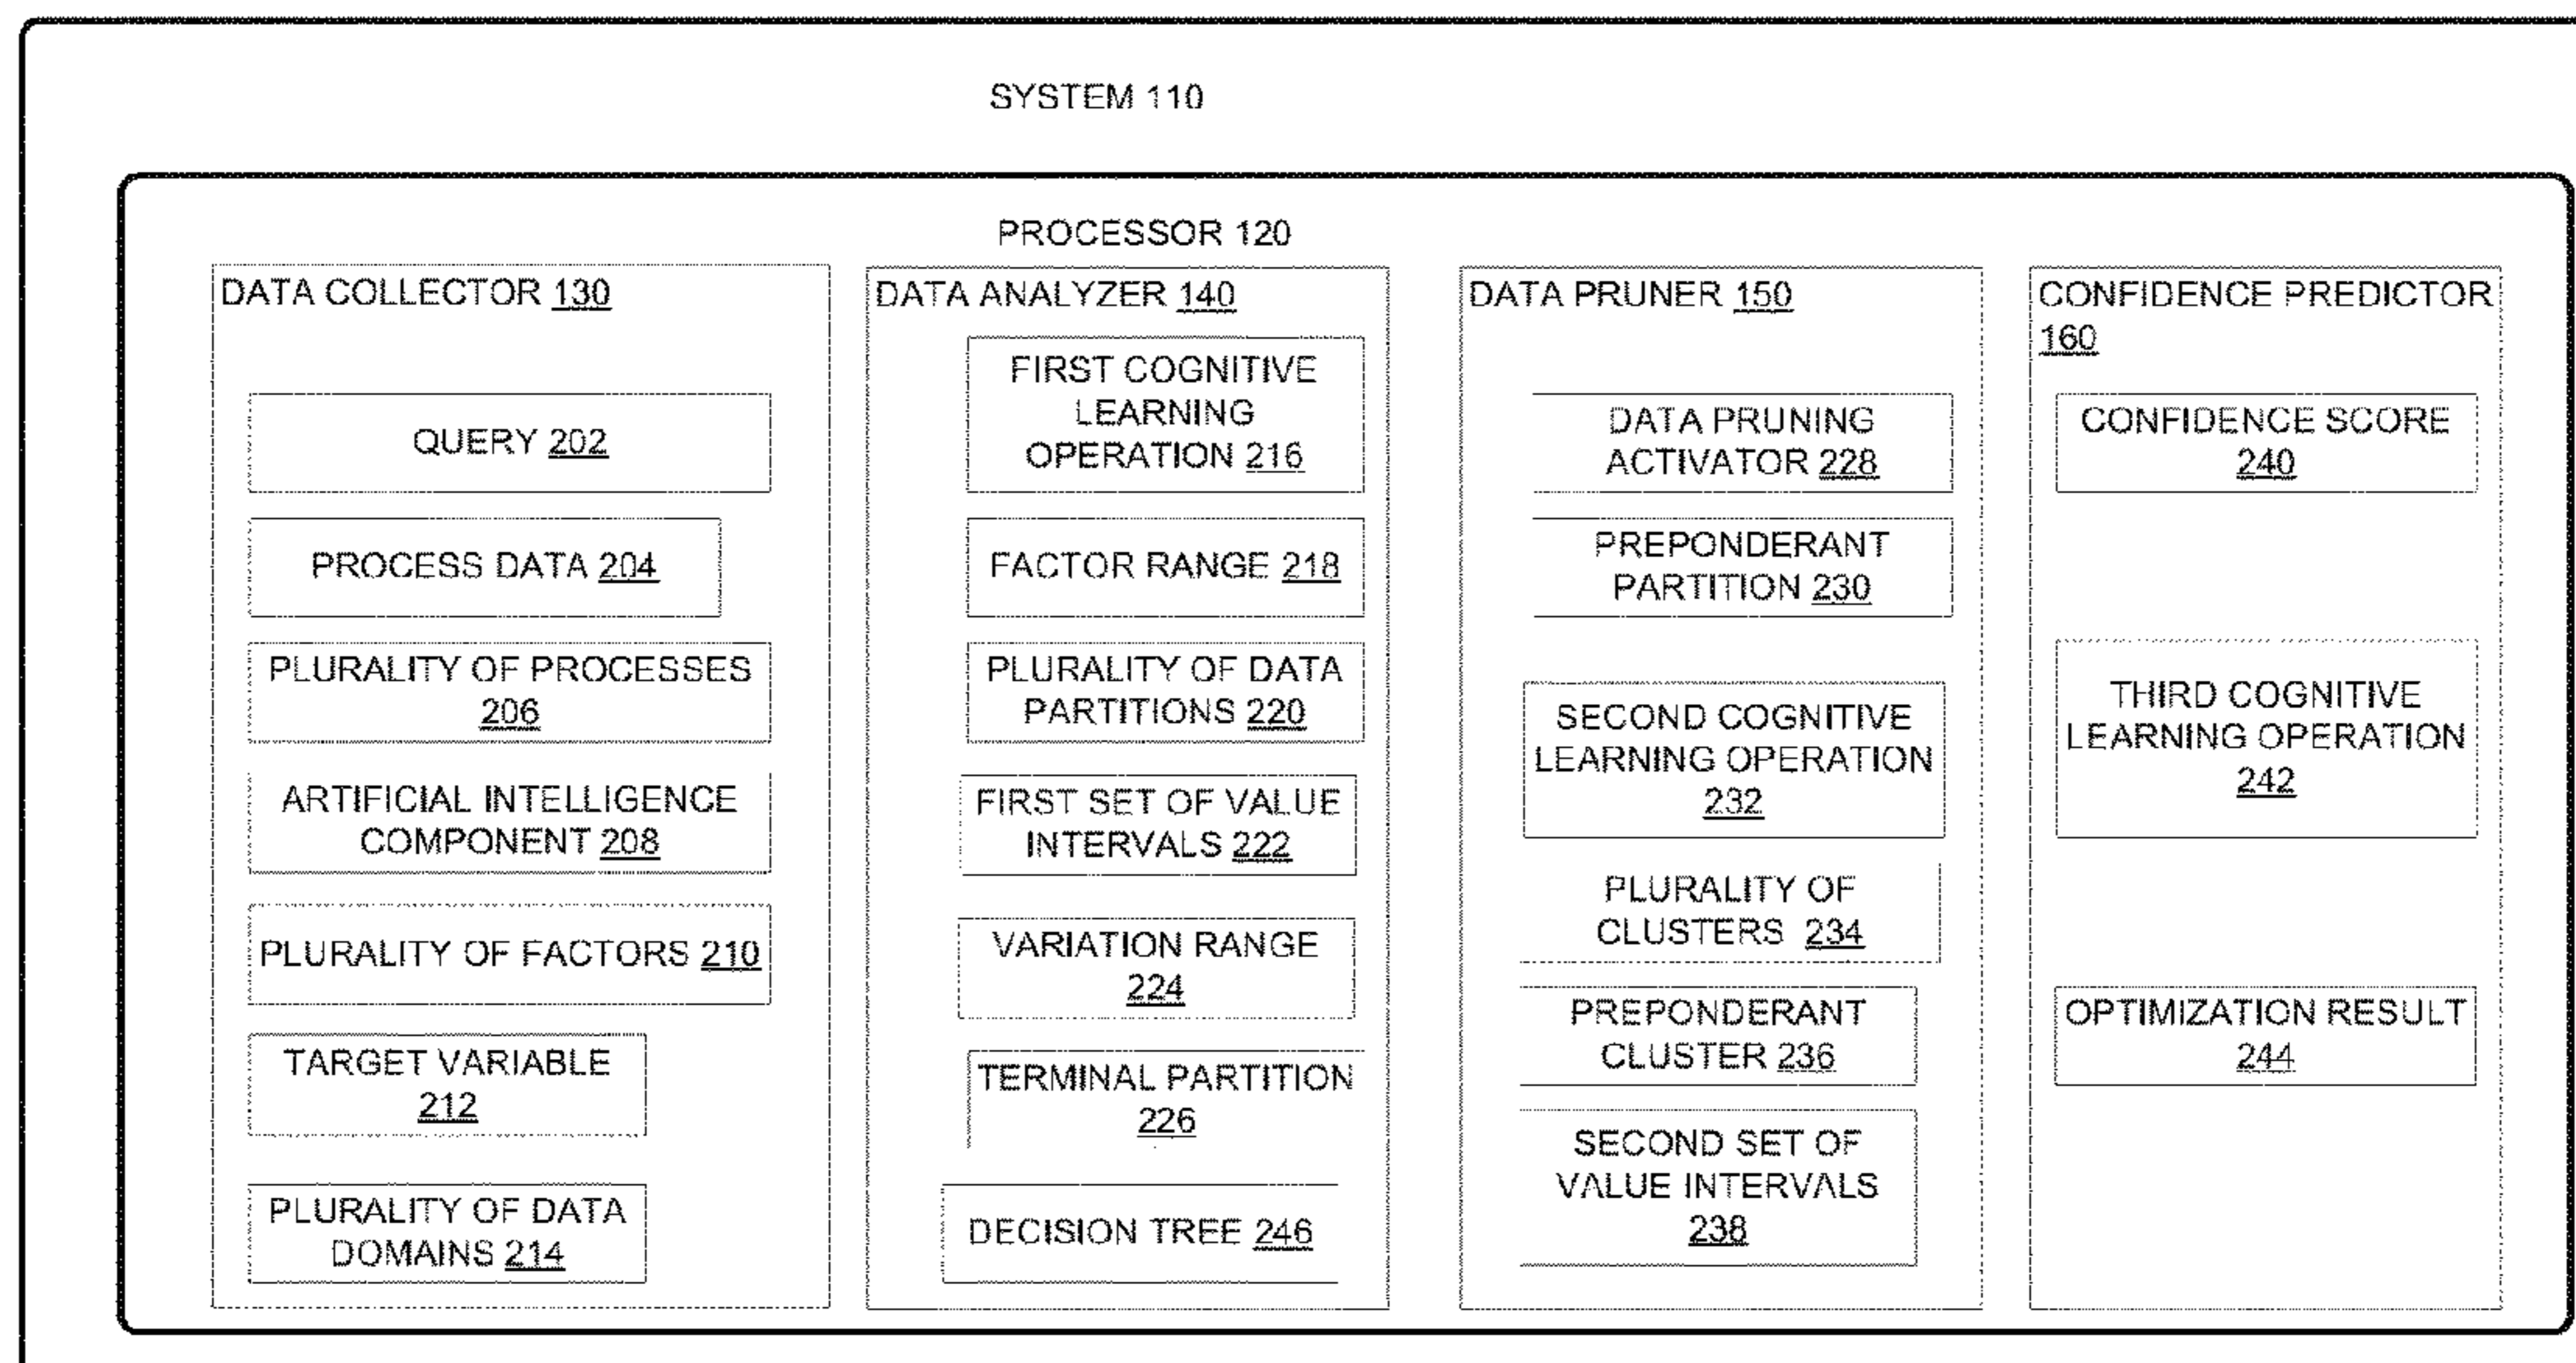 SYSTEM 110
PROCESSOR 120
DATA COLLECTOR 130
QUERY 202
PROCESS DATA 204
PLURALITY OF PROCESSES
206
ARTIFICIAL INTELLIGENCE
COMPONENT 208
PLURALITY OF FACTORS 210
TARGET VARIABLE
212
PLURALITY OF DATA
DOMAINS 214
DATA ANALYZER 140
FIRST COGNITIVE
LEARNING
OPERATION 216
FACTOR RANGE 218
PLURALITY OF DATA
PARTITIONS 220
FIRST SET OF VALUE
INTERVALS 222
VARIATION RANGE
224
TERMINAL PARTITION
226
DECISION TREE 246
DATA PRUNER 150
DATA PRUNING
ACTIVATOR 228
PREPONDERANT
PARTITION 230
SECOND COGNITIVE
LEARNING OPERATION
232
PLURALITY OF
CLUSTERS 234
PREPONDERANT
CLUSTER 236
SECOND SET OF
VALUE INTERVALS
238
CONFIDENCE PREDICTOR
160
CONFIDENCE SCORE
240
THIRD COGNITIVE
LEARNING OPERATION
242
OPTIMIZATION RESULT
244